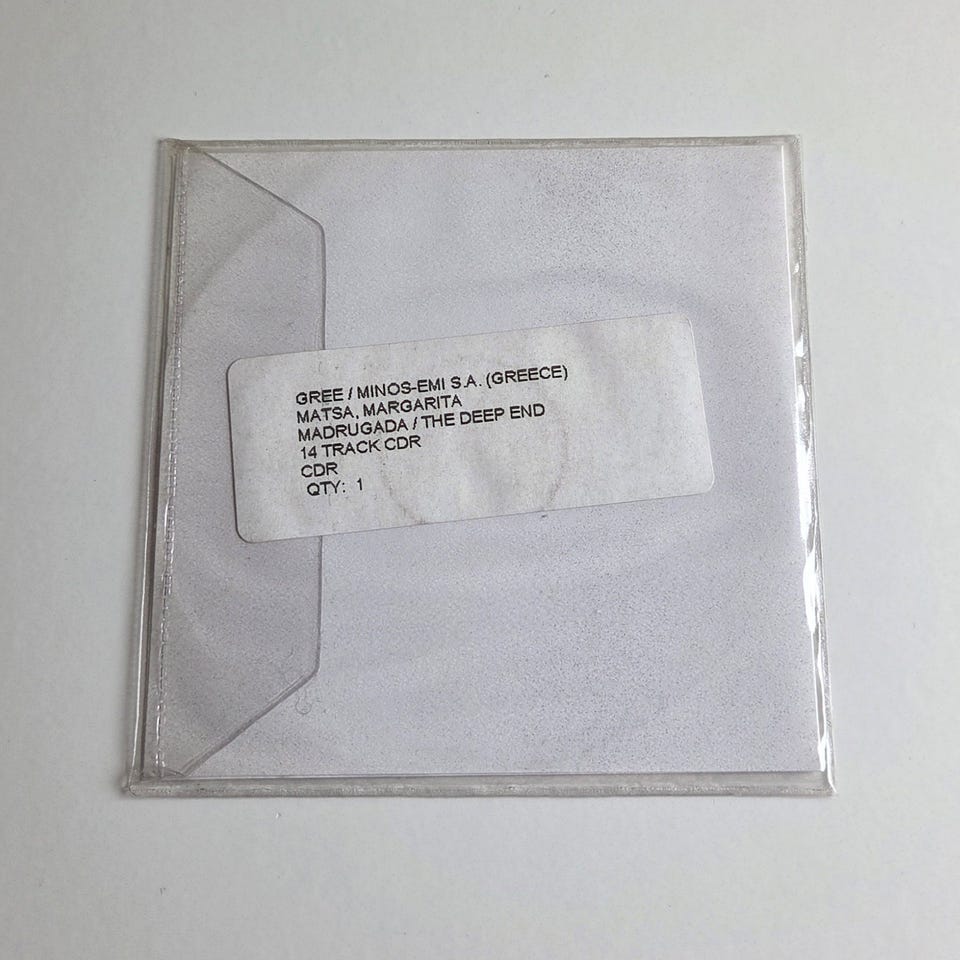 GREE / MINOS-EMI S.A. (GREECE)
MATSA, MARGARITA
MADRUGADA / THE DEEP END
14 TRACK CDR
CDR
QTY: 1